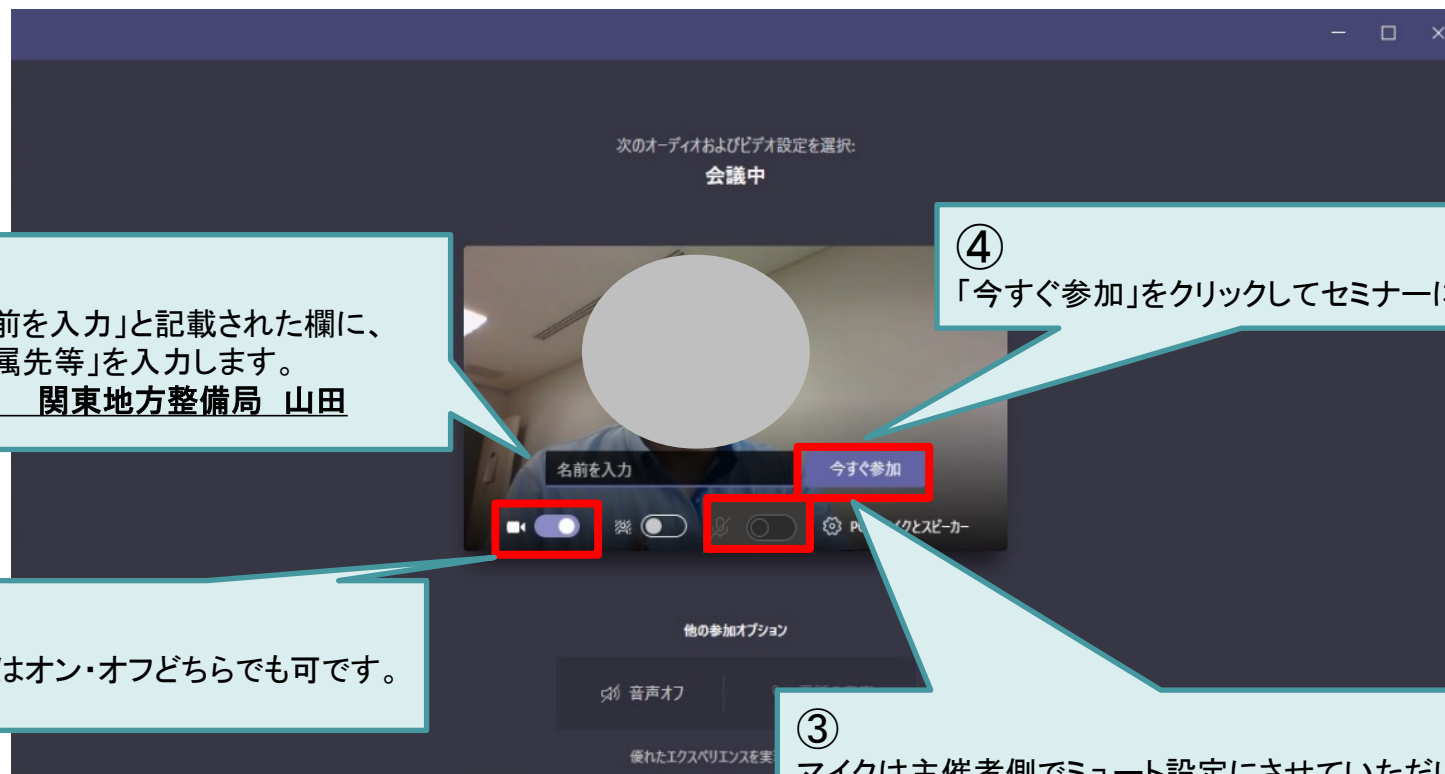 次のオーディオおよびビデオ設定を選択:
会議中
④
「今すぐ参加」をクリックしてセミナーに
前を入力」と記載された欄に、
属先等」を入力します。
関東地方整備局　山田
名前を入力
今すぐ参加
イクとスピーカー
はオン・オフどちらでも可です。
他の参加オプション
音声オフ
優れたエクスペリエンスを実
③
マイクは主催者側でミュート設定にさせていただい